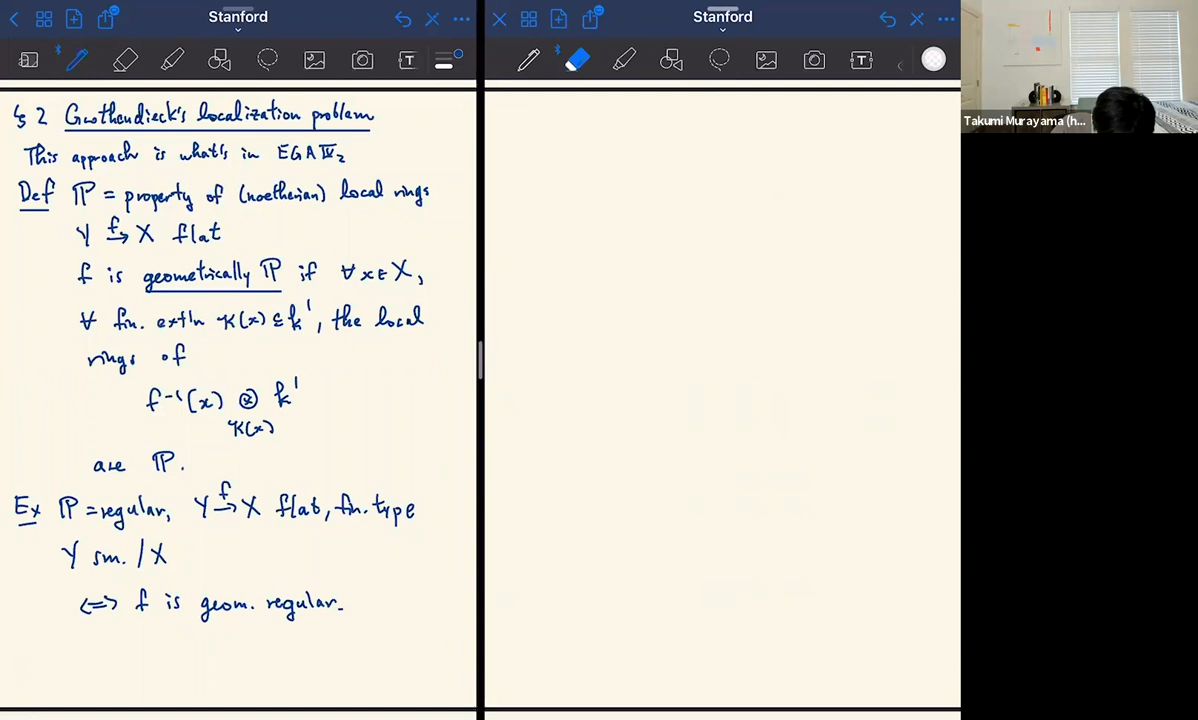 Stanford
Stanford
§ 2 Grothendieck's localization problem
This approach is what's in EGA IV₂
Def ℙ = property of (noetherian) local rings
Y →f X flat
f is geometrically ℙ if ∀ x ∈ X,
∀ fin. ext'n κ(x) ⊆ k', the local
rings of
f⁻¹(x) ⊗ k'
κ(x)
are ℙ.
Ex ℙ = regular, Y →f X flat, fin. type
Y sm. / X
⇔ f is geom. regular.
Takumi Murayama (h...